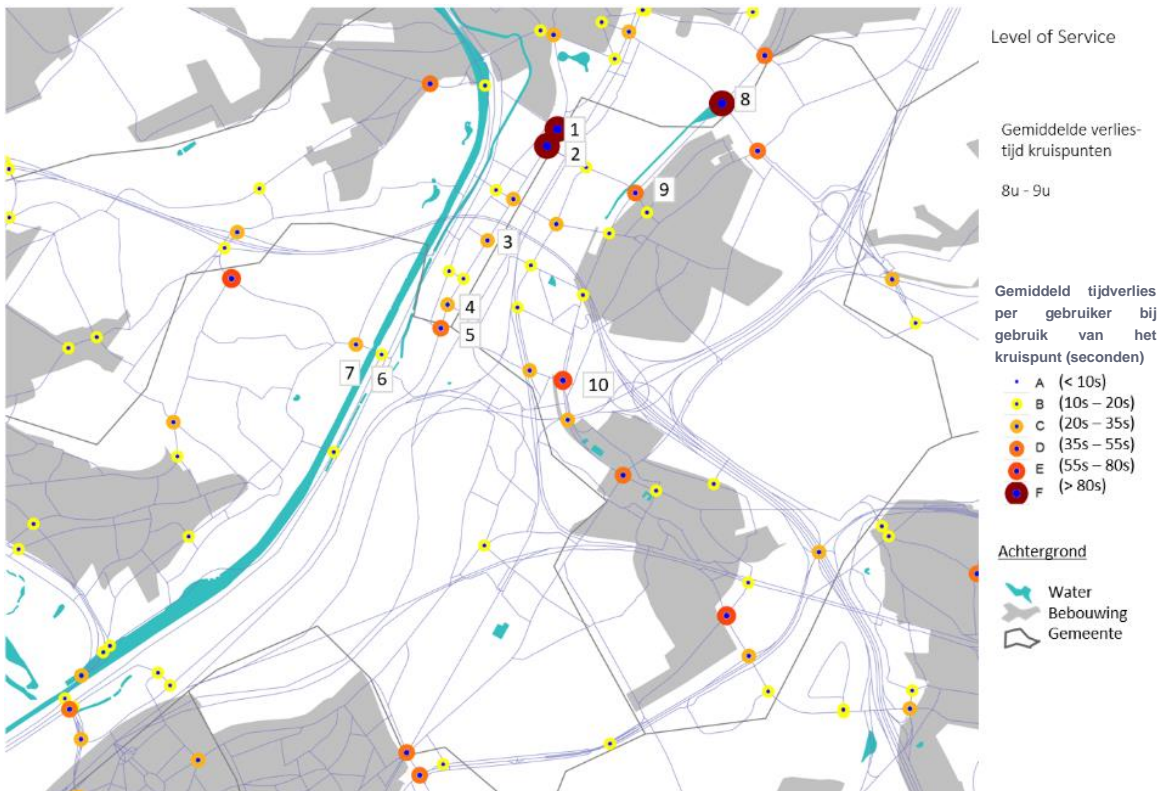 Level of Service
Gemiddelde verlies-
tijd kruispunten
8u - 9u
Gemiddeld tijdverlies
per gebruiker bij
gebruik van het
kruispunt (seconden)
A (< 10s)
B (10s – 20s)
C (20s – 35s)
D (35s – 55s)
E (55s – 80s)
F (> 80s)
Achtergrond
Water
Bebouwing
Gemeente
8
1
2
9
3
4
5
7
6
10